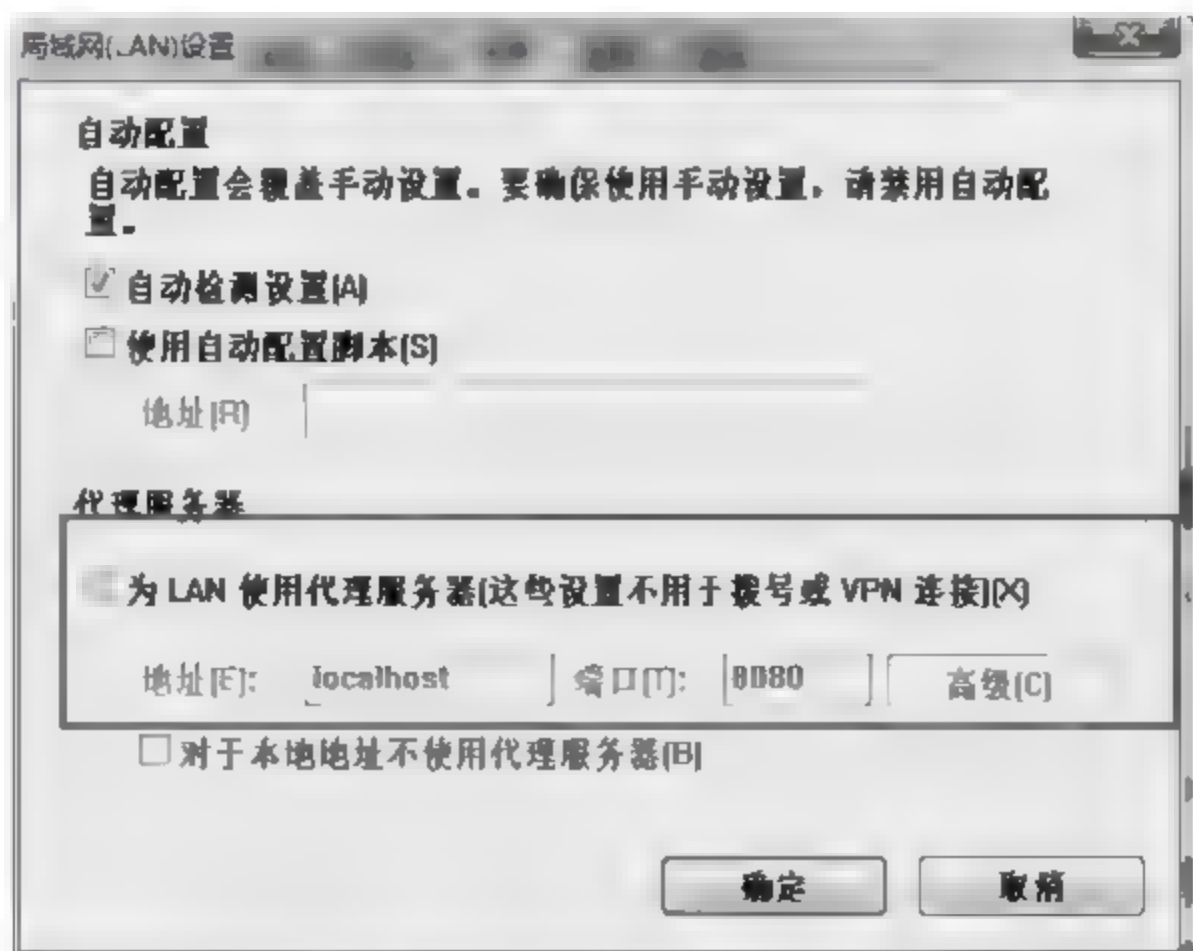 局域网(LAN)设置
自动配置
自动配置会覆盖手动设置。要确保使用手动设置，请禁用自动配
置。
自动检测设置(A)
使用自动配置脚本(S)
地址(R)
代理服务器
为 LAN 使用代理服务器(这些设置不用于拨号或 VPN 连接)(X)
地址(E): localhost 端口(T): 8080 高级(C)
对于本地地址不使用代理服务器(B)
确定 取消